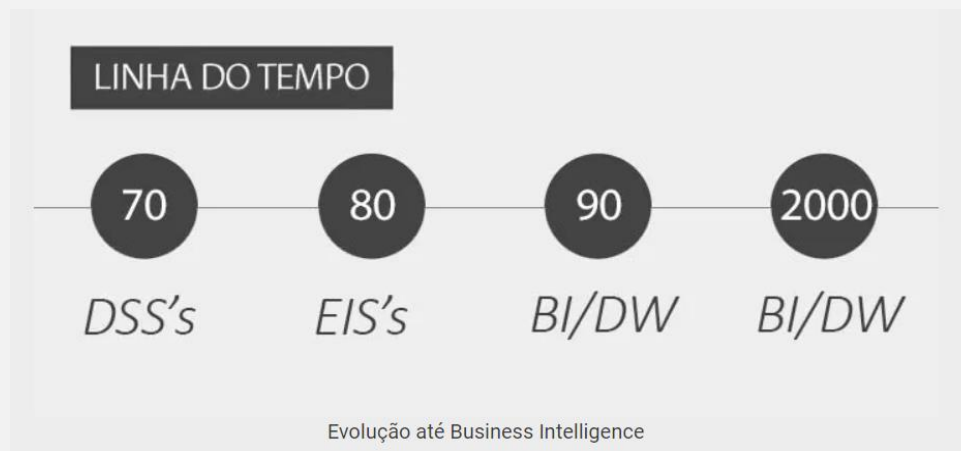 LINHA DO TEMPO
70 80 90 2000
DSS's EIS's BI/DW BI/DW
Evolução até Business Intelligence